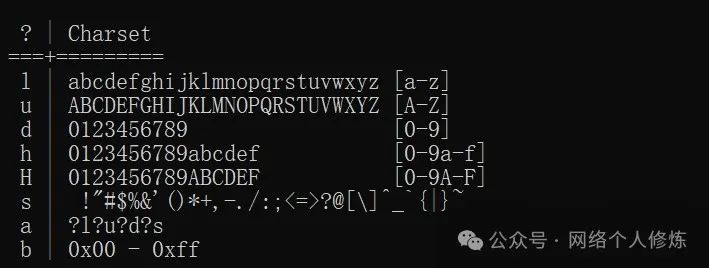 ? | Charset
===+=========
l | abcdefghijklmnopqrstuvwxyz [a-z]
u | ABCDEFGHIJKLMNOPQRSTUVWXYZ [A-Z]
d | 0123456789 [0-9]
h | 0123456789abcdef [0-9a-f]
H | 0123456789ABCDEF [0-9A-F]
s |  !"#$%&'()*+,-./:;<=>?@[\]^_`{|}~
a | ?l?u?d?s
b | 0x00 - 0xff
公众号 · 网络个人修炼